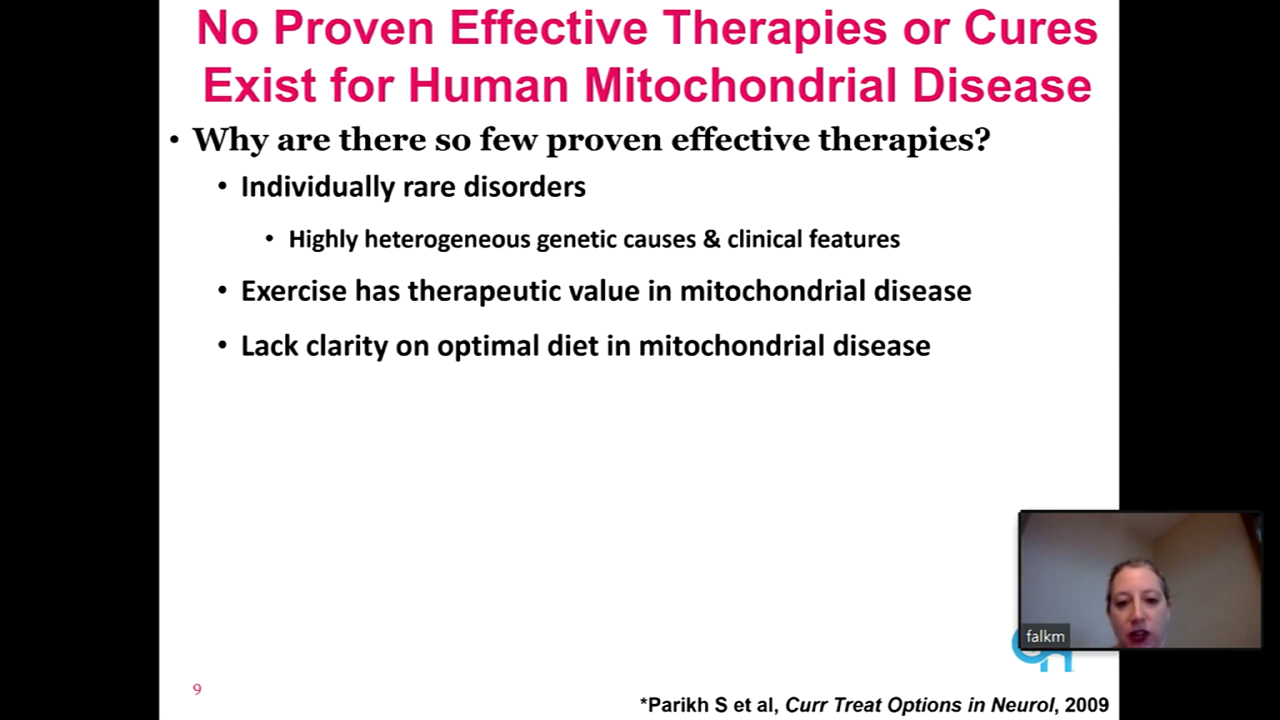 No Proven Effective Therapies or Cures
Exist for Human Mitochondrial Disease
• Why are there so few proven effective therapies?
• Individually rare disorders
• Highly heterogeneous genetic causes & clinical features
• Exercise has therapeutic value in mitochondrial disease
• Lack clarity on optimal diet in mitochondrial disease
falkm
9
*Parikh S et al, Curr Treat Options in Neurol, 2009